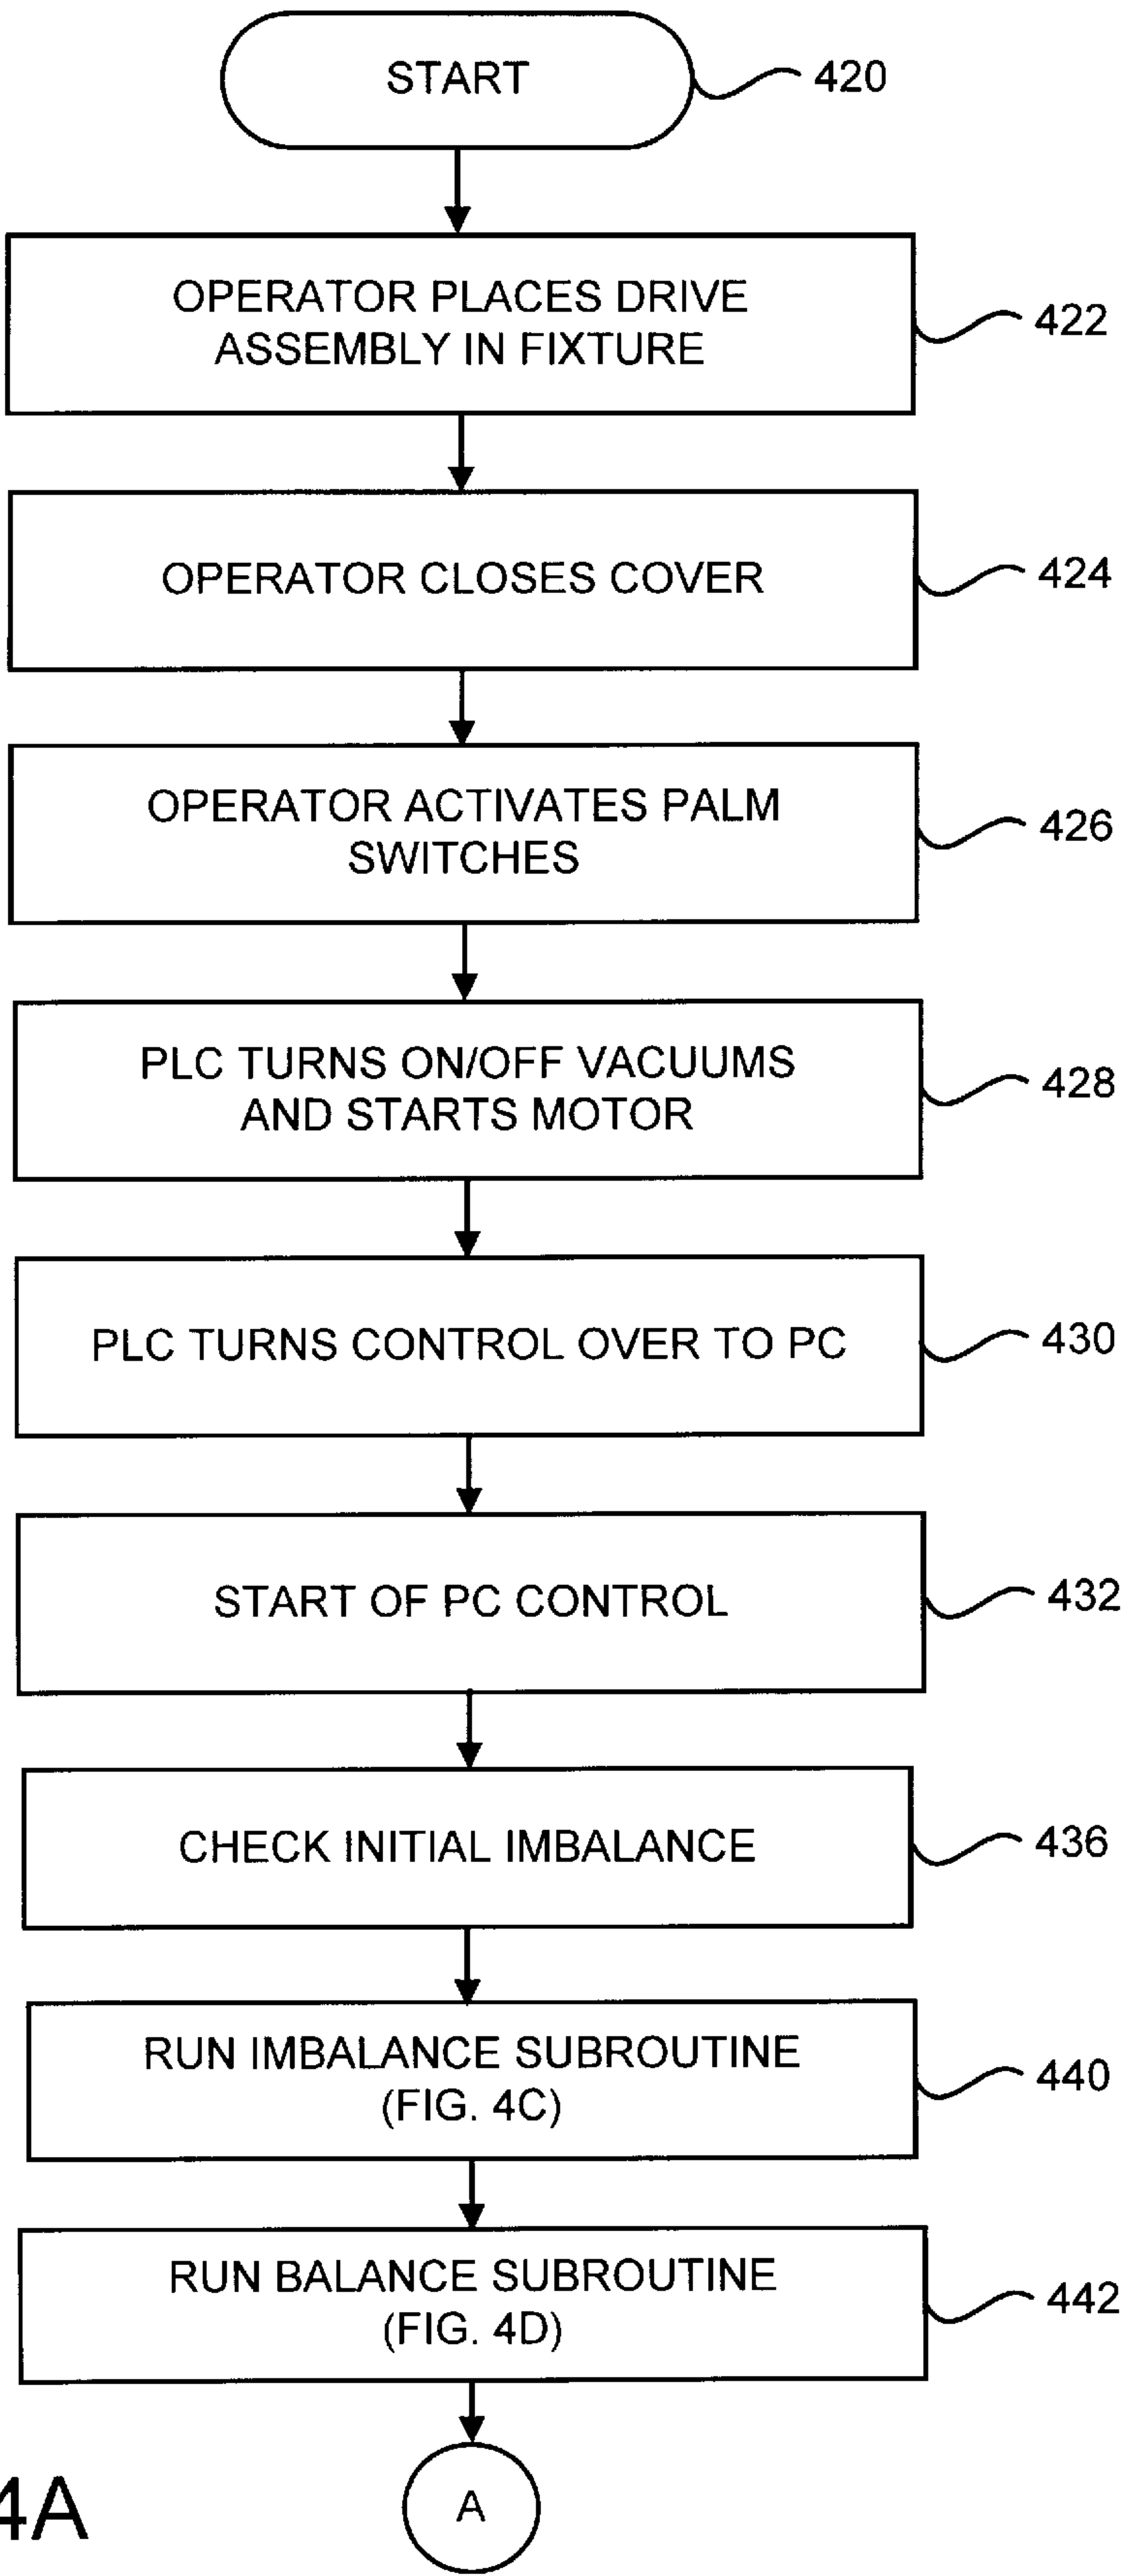 START
420
OPERATOR PLACES DRIVE
ASSEMBLY IN FIXTURE
422
OPERATOR CLOSES COVER
424
OPERATOR ACTIVATES PALM
SWITCHES
426
PLC TURNS ON/OFF VACUUMS
AND STARTS MOTOR
428
PLC TURNS CONTROL OVER TO PC
430
START OF PC CONTROL
432
CHECK INITIAL IMBALANCE
436
RUN IMBALANCE SUBROUTINE
(FIG. 4C)
440
RUN BALANCE SUBROUTINE
(FIG. 4D)
442
A
4A